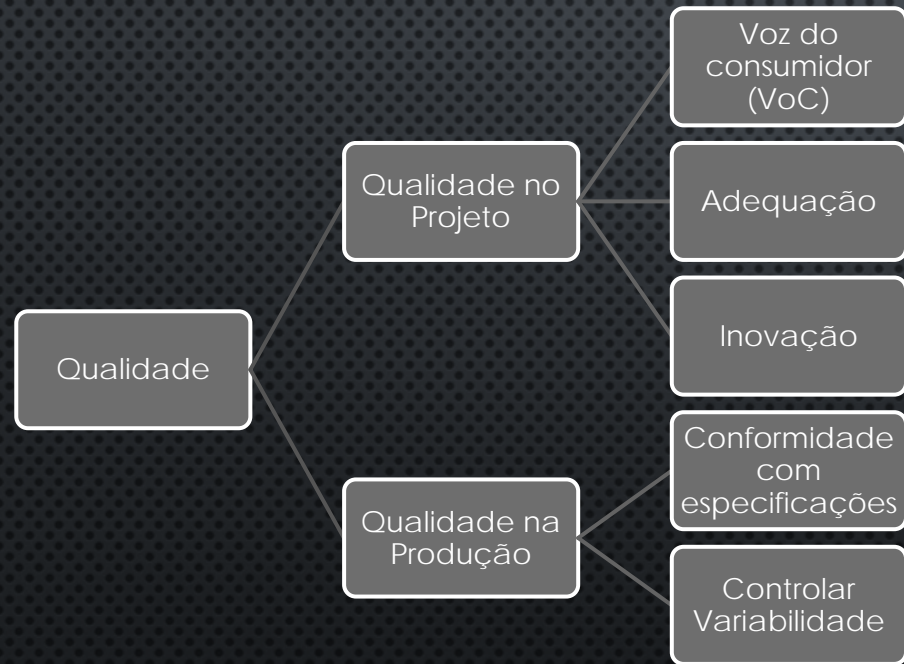 Qualidade
Qualidade no
Projeto
Voz do
consumidor
(VoC)
Adequação
Inovação
Qualidade na
Produção
Conformidade
com
especificações
Controlar
Variabilidade